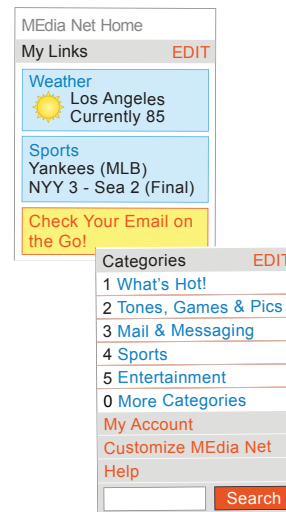 MEdia Net Home
My Links EDIT
Weather
Los Angeles
Currently 85
Sports
Yankees (MLB)
NYY 3 - Sea 2 (Final)
Check Your Email on
the Go!
Categories EDIT
1 What's Hot!
2 Tones, Games & Pics
3 Mail & Messaging
4 Sports
5 Entertainment
0 More Categories
My Account
Customize MEdia Net
Help
Search